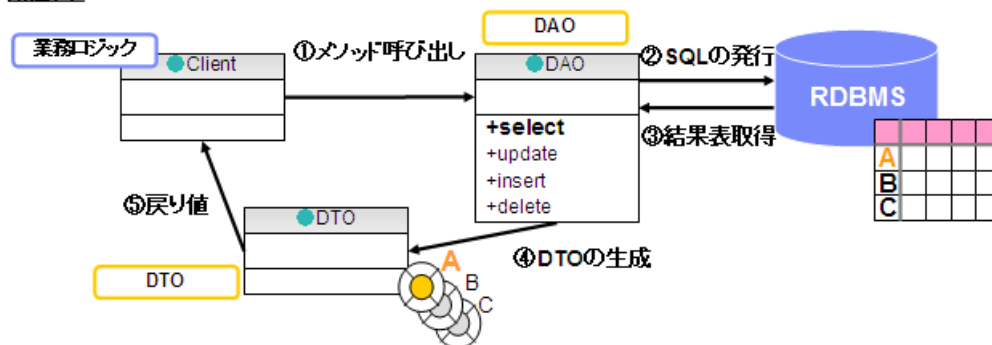 業務ロジック
Client
①メソッド呼び出し
DAO
DAO
+select
+update
+insert
+delete
②SQLの発行
③結果表取得
RDBMS
A
B
C
④DTOの生成
⑤戻り値
DTO
DTO
A
B
C